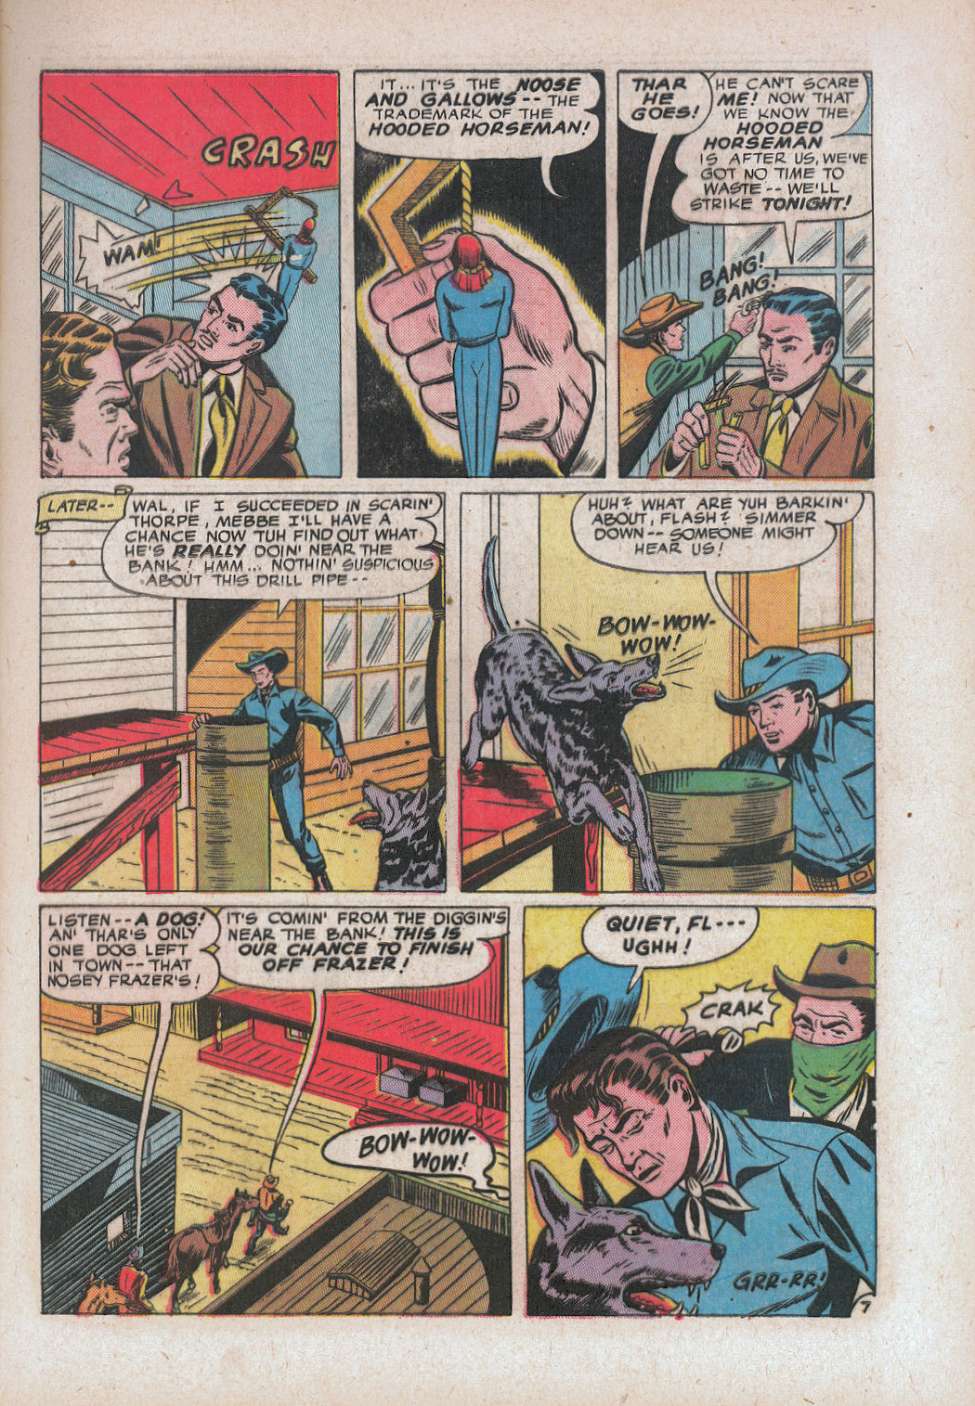 CRASH
WAM!
IT... IT'S THE NOOSE
AND GALLOWS -- THE
TRADEMARK OF THE
HOODED HORSEMAN!
THAR
HE
GOES!
HE CAN'T SCARE
ME! NOW THAT
WE KNOW THE
HOODED
HORSEMAN
IS AFTER US, WE'VE
GOT NO TIME TO
WASTE -- WE'LL
STRIKE TONIGHT!
BANG!
BANG!
LATER--
WAL, IF I SUCCEEDED IN SCARIN'
THORPE, MEBBE I'LL HAVE A
CHANCE NOW TUH FIND OUT WHAT
HE'S REALLY DOIN' NEAR THE
BANK! HMM... NOTHIN' SUSPICIOUS
ABOUT THIS DRILL PIPE --
HUH? WHAT ARE YUH BARKIN'
ABOUT, FLASH? SIMMER
DOWN -- SOMEONE MIGHT
HEAR US!
BOW-WOW-
WOW!
LISTEN -- A DOG!
AN' THAR'S ONLY
ONE DOG LEFT
IN TOWN -- THAT
NOSEY FRAZER'S!
IT'S COMIN' FROM THE DIGGIN'S
NEAR THE BANK! THIS IS
OUR CHANCE TO FINISH
OFF FRAZER!
BOW-WOW-
WOW!
QUIET, FL---
UGHH!
CRAK
GRR-RR!
7